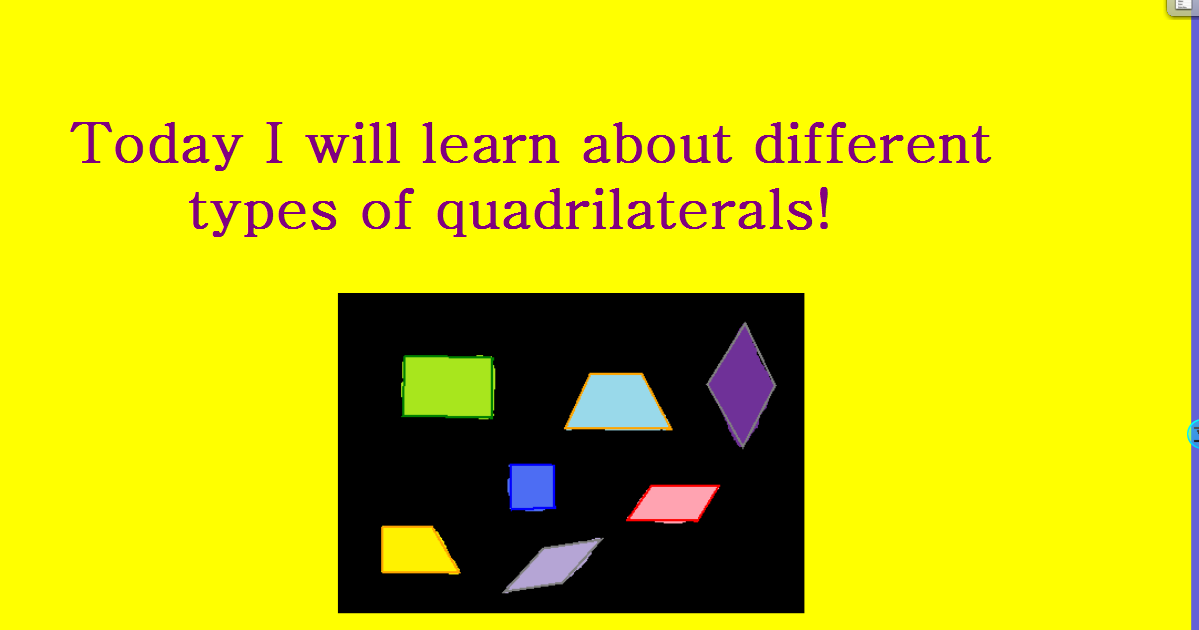 Today I will learn about different
types of quadrilaterals!